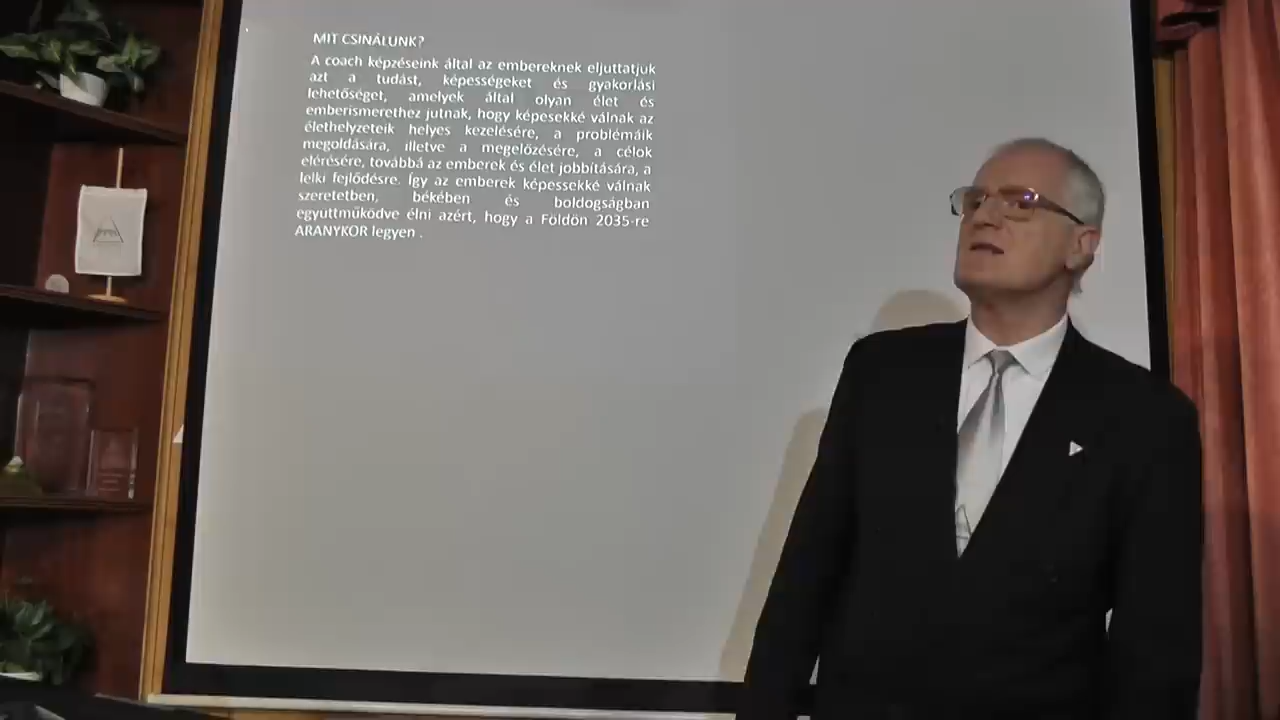 MIT CSINÁLUNK?
A coach képzéseink által az embereknek eljuttatjuk
azt a tudást, képességeket és gyakorlási
lehetőséget, amelyek által olyan élet és
emberismerethez jutnak, hogy képesekké válnak az
élethelyzeteik helyes kezelésére, a problémáik
megoldására, illetve a megelőzésére, a célok
elérésére, továbbá az emberek és élet jobbítására, a
lelki fejlődésre. Így az emberek képessekké válnak
szeretetben, békében és boldogságban
egyuttműködve élni azért, hogy a Földön 2035-re
ARANYKOR legyen .